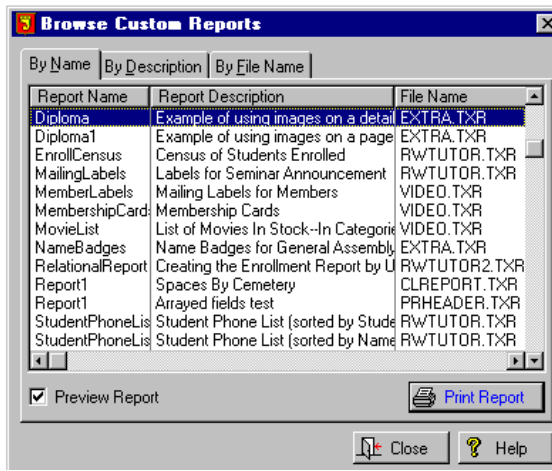 Browse Custom Reports
By Name By Description By File Name
Report Name Report Description File Name
Diploma Example of using images on a detail EXTRA.TXR
Diploma1 Example of using images on a page EXTRA.TXR
EnrollCensus Census of Students Enrolled RWTUTOR.TXR
MailingLabels Labels for Seminar Announcement RWTUTOR.TXR
MemberLabels Mailing Labels for Members VIDEO.TXR
MembershipCard Membership Cards VIDEO.TXR
MovieList List of Movies In Stock--In Categorie VIDEO.TXR
NameBadges Name Badges for General Assembly EXTRA.TXR
RelationalReport Creating the Enrollment Report by U RWTUTOR2.TXR
Report1 Spaces By Cemetery CLREPORT.TXR
Report1 Arrayed fields test PRHEADER.TXR
StudentPhoneLis Student Phone List (sorted by Stude RWTUTOR.TXR
StudentPhoneLis Student Phone List (sorted by Name RWTUTOR.TXR
Preview Report Print Report
Close Help